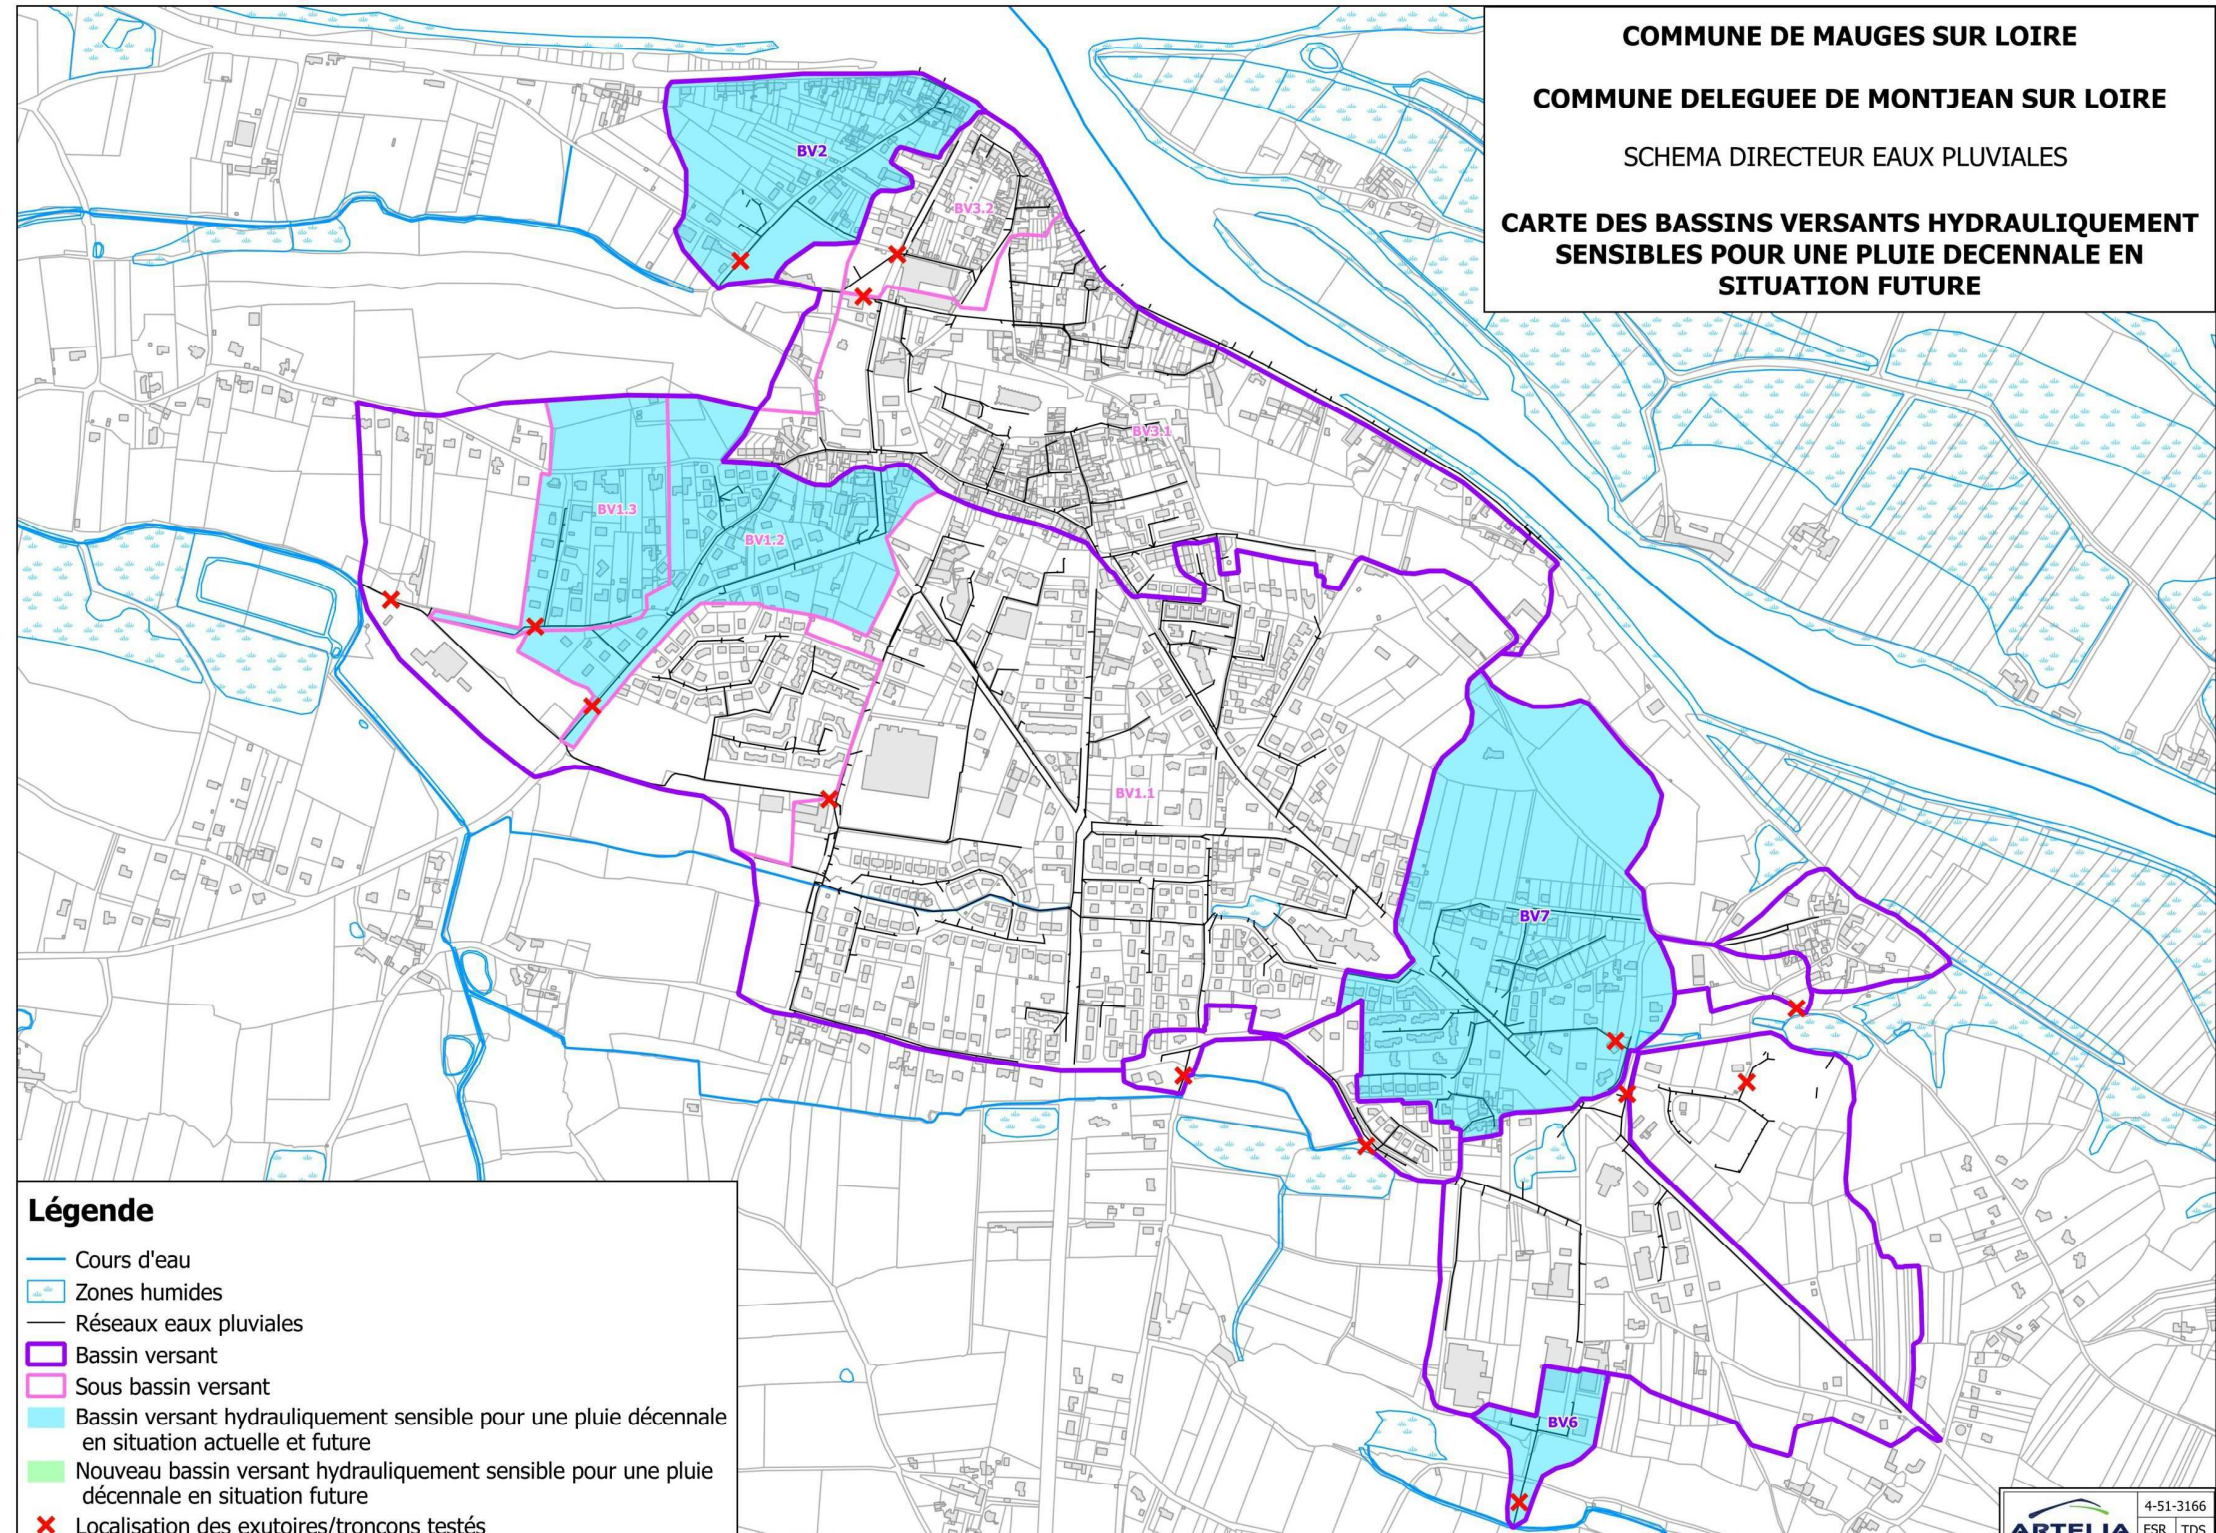 COMMUNE DE MAUGES SUR LOIRE
COMMUNE DELEGUEE DE MONTJEAN SUR LOIRE
SCHEMA DIRECTEUR EAUX PLUVIALES
CARTE DES BASSINS VERSANTS HYDRAULIQUEMENT
SENSIBLES POUR UNE PLUIE DECENNALE EN
SITUATION FUTURE
BV2
BV3.2
BV3.1
BV1.3
BV1.2
BV1.1
BV7
BV6
Légende
Cours d'eau
Zones humides
Réseaux eaux pluviales
Bassin versant
Sous bassin versant
Bassin versant hydrauliquement sensible pour une pluie décennale
en situation actuelle et future
Nouveau bassin versant hydrauliquement sensible pour une pluie
décennale en situation future
Localisation des exutoires/tronçons testés
ARTELIA
4-51-3166
FSR TDS